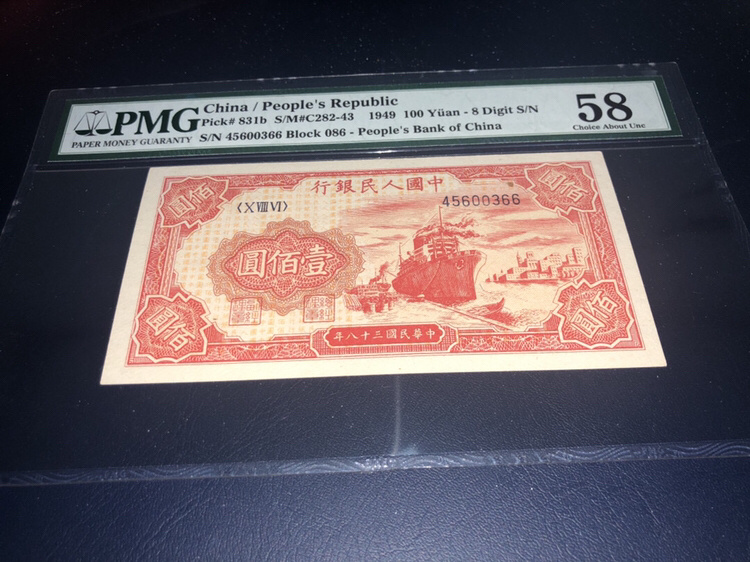 PMG
PAPER MONEY GUARANTY
China / People's Republic
Pick# 831b S/M#C282-43 1949 100 Yüan - 8 Digit S/N
S/N 45600366 Block 086 - People's Bank of China
58
Choice About Unc
行銀民人國中
圓佰
圓佰
〈X VIII VI〉
45600366
圓佰壹
圓佰
圓佰
年八十三國民華中